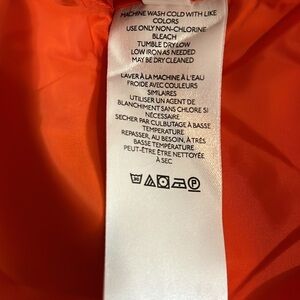 MACHINE WASH COLD WITH LIKE
COLORS
USE ONLY NON-CHLORINE
BLEACH
TUMBLE DRY LOW
LOW IRON AS NEEDED
MAY BE DRY CLEANED
LAVER À LA MACHINE À L'EAU
FROIDE AVEC COULEURS
SIMILAIRES
UTILISER UN AGENT DE
BLANCHIMENT SANS CHLORE SI
NÉCESSAIRE
SECHER PAR CULBUTAGE À BASSE
TEMPERATURE
REPASSER, AU BESOIN, À TRÈS
BASSE TEMPÉRATURE
PEUT-ÊTRE ÊTRE NETTOYÉE
À SEC